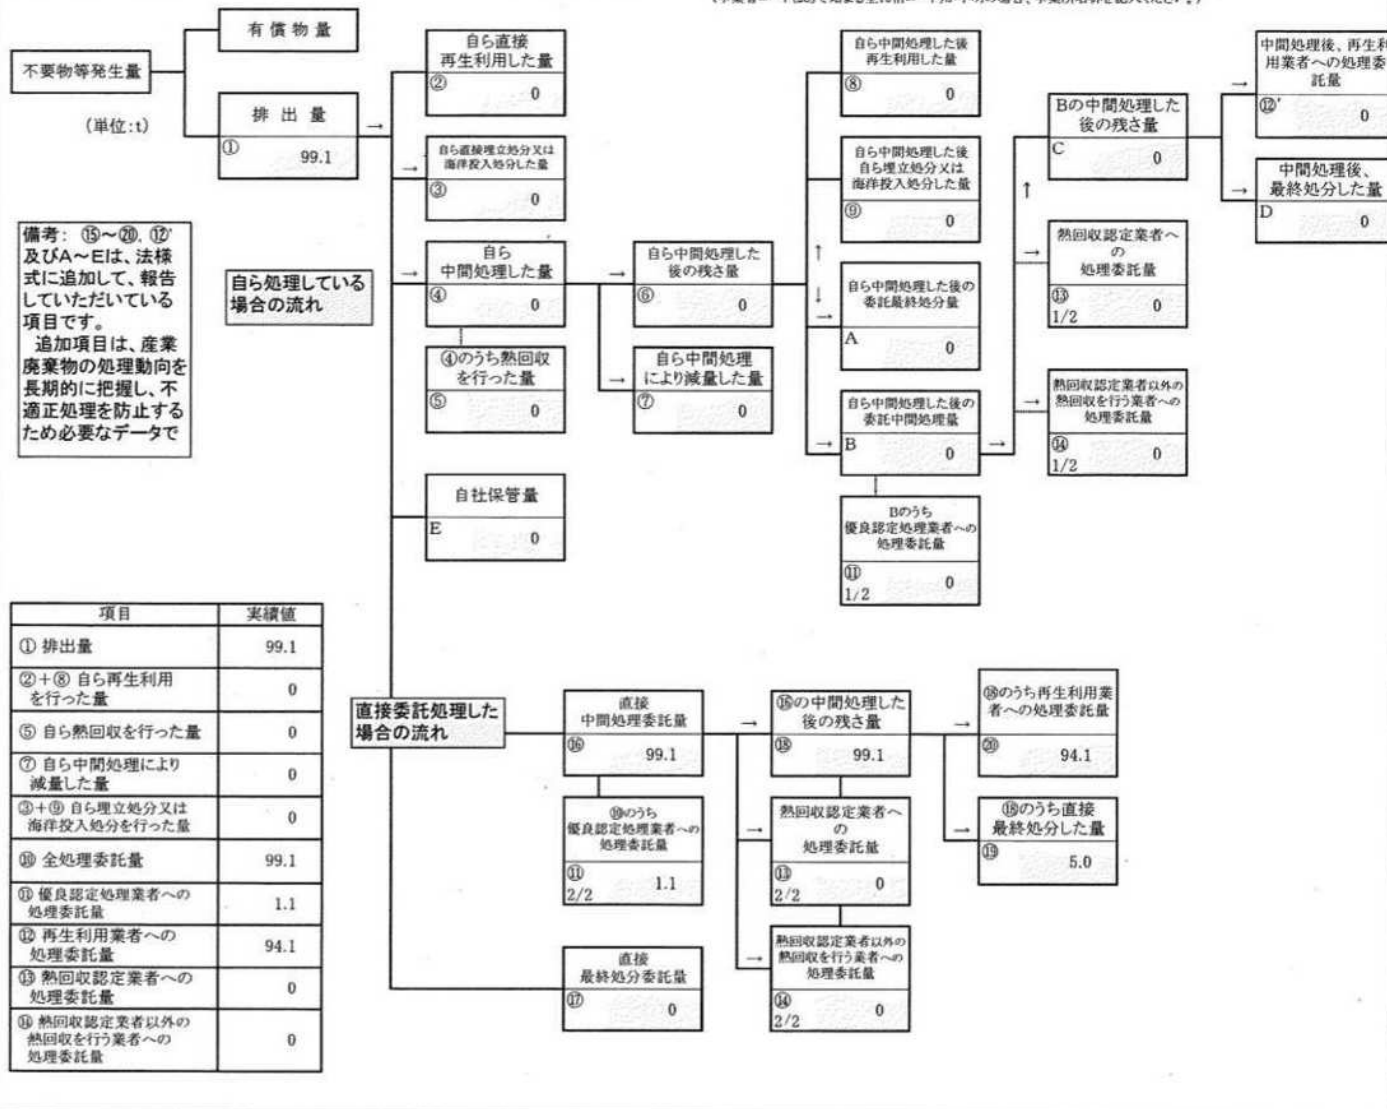 不要物等発生量
(単位:t)
有償物量
排出量
①
99.1
→
備考: ⑮～⑳、⑫'
及びA～Eは、法様
式に追加して、報告
していただいている
項目です。
追加項目は、産業
廃棄物の処理動向を
長期的に把握し、不
適正処理を防止する
ため必要なデータで
自ら処理している
場合の流れ
自ら直接
再生利用した量
②
0
→
自ら直接埋立処分又は
海洋投入処分した量
③
0
→
自ら
中間処理した量
④
0
④のうち熱回収
を行った量
⑤
0
自社保管量
E
0
→
自ら中間処理した
後の残さ量
⑥
0
→
自ら中間処理
により減量した量
⑦
0
自ら中間処理した後
再生利用した量
⑧
0
自ら中間処理した後
自ら埋立処分又は
海洋投入処分した量
⑨
0
↑
↓
→
自ら中間処理した後の
委託最終処分量
A
0
→
自ら中間処理した後の
委託中間処理量
B
0
→
Bのうち
優良認定処理業者への
処理委託量
⑪
1/2
0
Bの中間処理した
後の残さ量
C
0
↑
→
熱回収認定業者へ
の
処理委託量
⑬
1/2
0
→
熱回収認定業者以外の
熱回収を行う業者への
処理委託量
⑭
1/2
0
→
中間処理後、再生利
用業者への処理委
託量
⑫'
0
→
中間処理後、
最終処分した量
D
0
項目 実績値
① 排出量 99.1
②+⑧ 自ら再生利用
を行った量 0
⑤ 自ら熱回収を行った量 0
⑦ 自ら中間処理により
減量した量 0
③+⑨ 自ら埋立処分又は
海洋投入処分を行った量 0
⑩ 全処理委託量 99.1
⑪ 優良認定処理業者への
処理委託量 1.1
⑫ 再生利用業者への
処理委託量 94.1
⑬ 熱回収認定業者への
処理委託量 0
⑭ 熱回収認定業者以外の
熱回収を行う業者への
処理委託量 0
直接委託処理した
場合の流れ
直接
中間処理委託量
⑯
99.1
⑩のうち
優良認定処理業者への
処理委託量
⑪
2/2
1.1
直接
最終処分委託量
⑰
0
→
⑯の中間処理した
後の残さ量
⑱
99.1
→
熱回収認定業者へ
の
処理委託量
⑬
2/2
0
→
熱回収認定業者以外の
熱回収を行う業者への
処理委託量
⑭
2/2
0
→
⑱のうち再生利用業
者への処理委託量
⑳
94.1
→
⑱のうち直接
最終処分した量
⑲
5.0